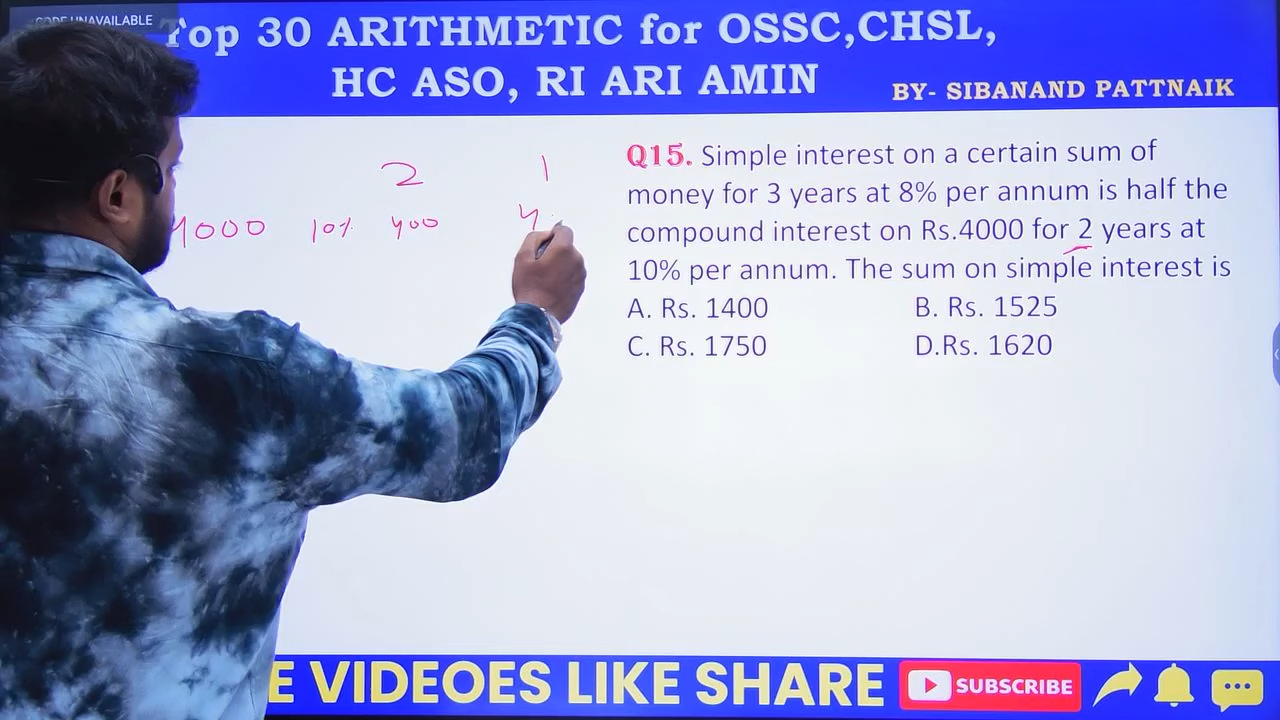 CODE UNAVAILABLE
Top 30 ARITHMETIC for OSSC,CHSL,
HC ASO, RI ARI AMIN
BY- SIBANAND PATTNAIK
2 1
4000 10% 400 4
Q15. Simple interest on a certain sum of
money for 3 years at 8% per annum is half the
compound interest on Rs.4000 for 2 years at
10% per annum. The sum on simple interest is
A. Rs. 1400 B. Rs. 1525
C. Rs. 1750 D.Rs. 1620
E VIDEOES LIKE SHARE SUBSCRIBE